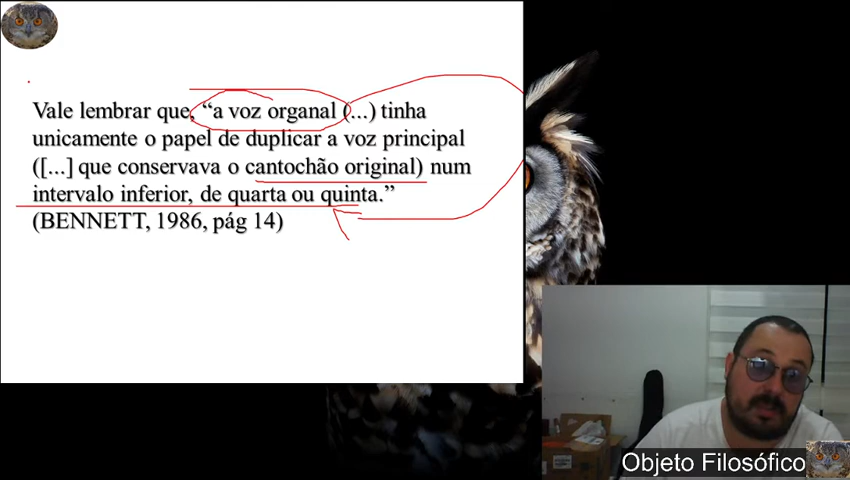 Vale lembrar que, “a voz organal (...) tinha
unicamente o papel de duplicar a voz principal
([...] que conservava o cantochão original) num
intervalo inferior, de quarta ou quinta.”
(BENNETT, 1986, pág 14)
Objeto Filosófico